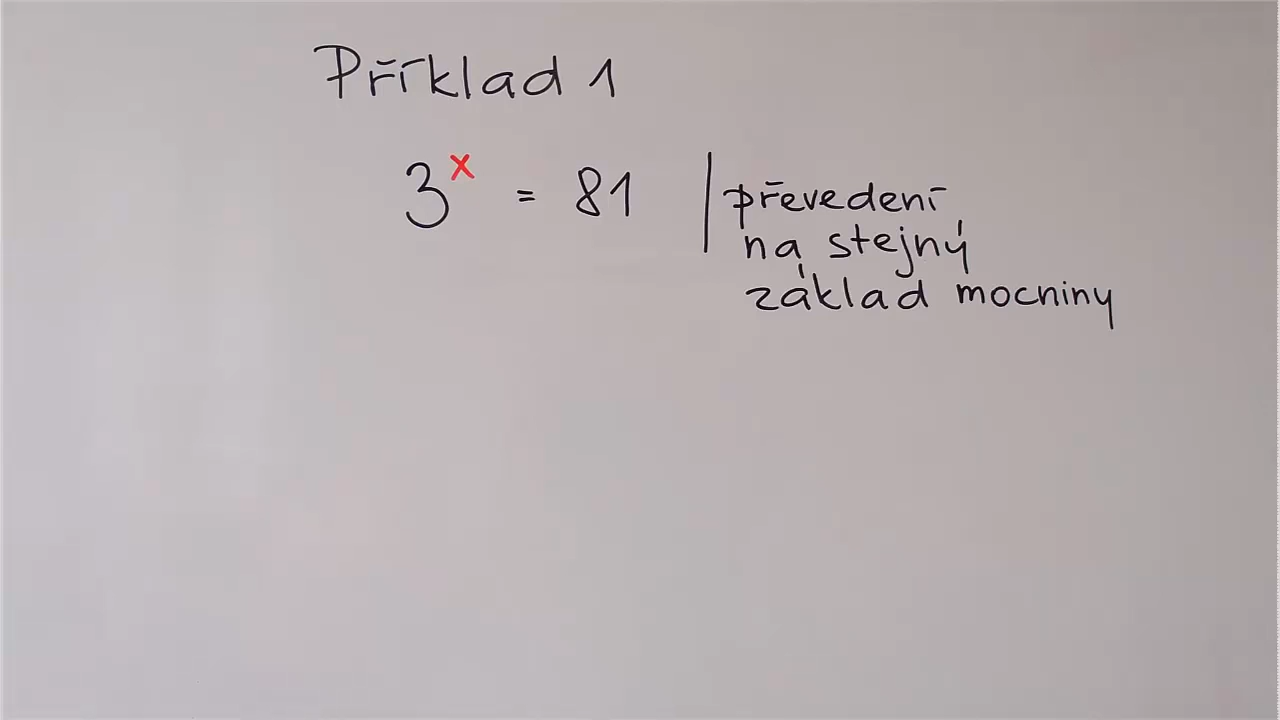 Příklad 1
3^x = 81 | převedení
na stejný
základ mocniny